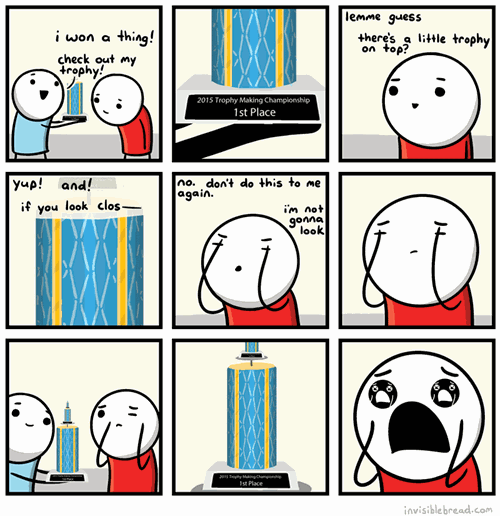 i won a thing!
check out my
trophy!
2015 Trophy Making Championship
1st Place
lemme guess
there's a little trophy
on top?
yup! and!
if you look clos
no. don't do this to me
again.
i'm not
gonna
look
1st Place
2015 Trophy Making Championship
1st Place
invisiblebread.com